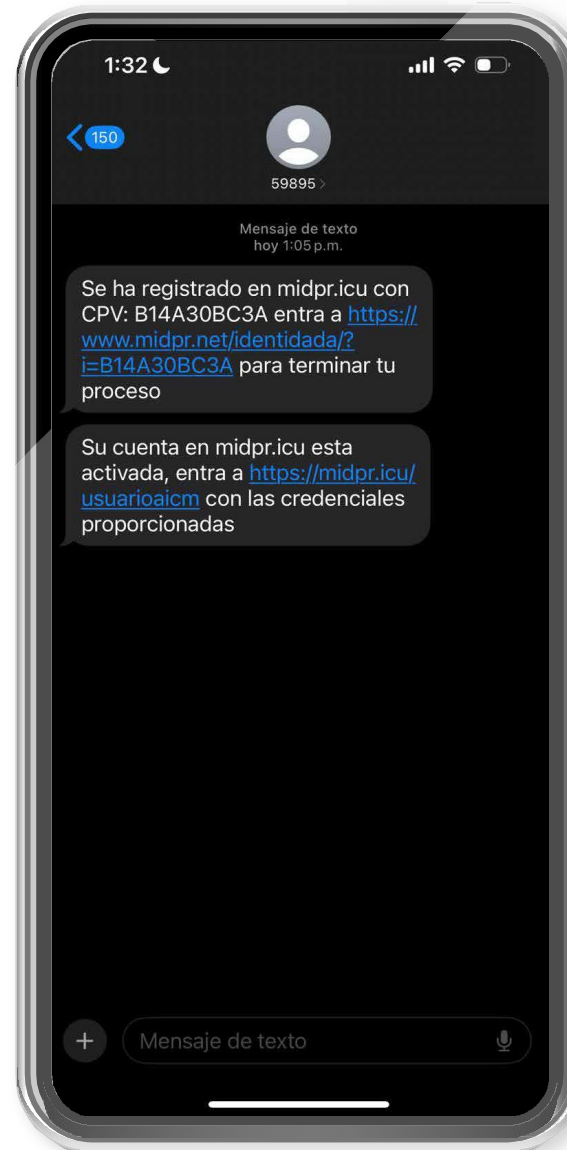 1:32
150
59895
Mensaje de texto
hoy 1:05 p.m.
Se ha registrado en midpr.icu con
CPV: B14A30BC3A entra a https://
www.midpr.net/identidada/?
i=B14A30BC3A para terminar tu
proceso
Su cuenta en midpr.icu esta
activada, entra a https://midpr.icu/
usuarioaicm con las credenciales
proporcionadas
Mensaje de texto